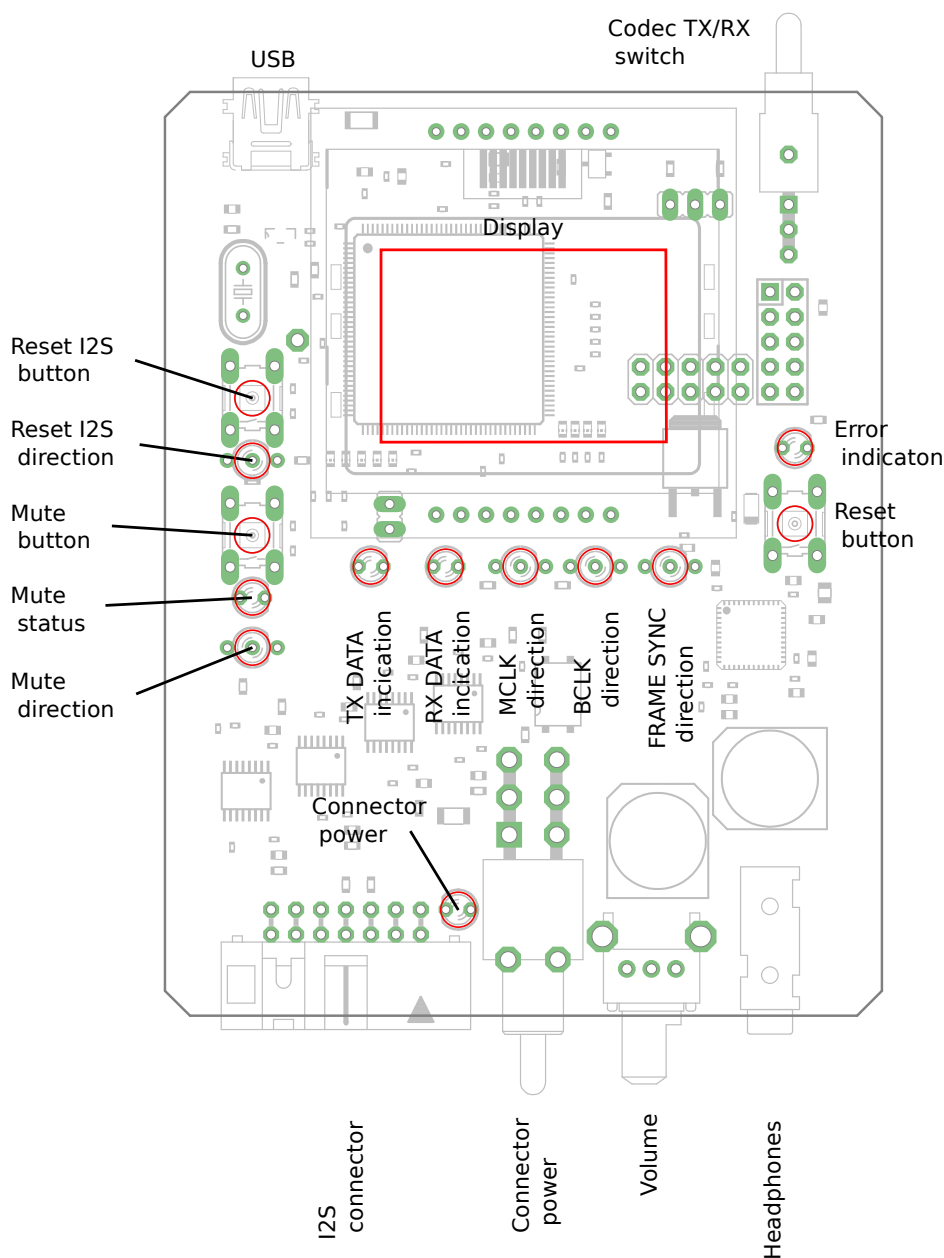 Codec TX/RX
switch
USB
Display
Reset I2S
button
Reset I2S
direction
Error
indicaton
Mute
button
Reset
button
Mute
status
Mute
direction
TX DATA
incication
RX DATA
incication
MCLK
direction
BCLK
direction
FRAME SYNC
direction
Connector
power
I2S
connector
Connector
power
Volume
Headphones